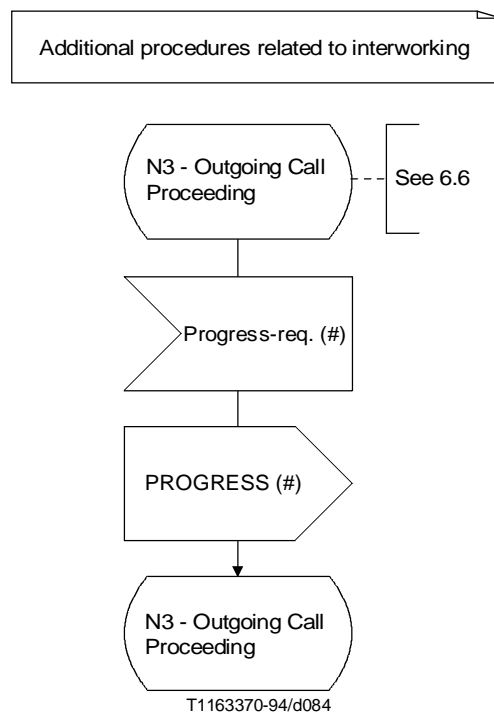 Additional procedures related to interworking
N3 - Outgoing Call
Proceeding
See 6.6
Progress-req. (#)
PROGRESS (#)
N3 - Outgoing Call
Proceeding
T1163370-94/d084